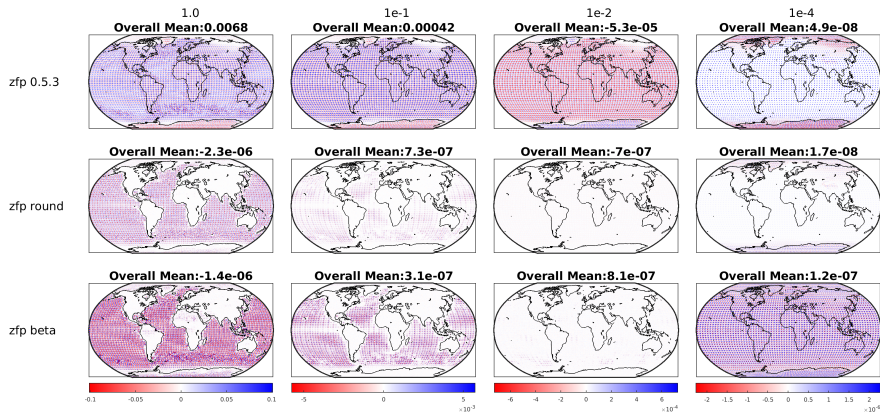 1.0 1e-1 1e-2 1e-4
Overall Mean:0.0068 Overall Mean:0.00042 Overall Mean:-5.3e-05 Overall Mean:4.9e-08
zfp 0.5.3
Overall Mean:-2.3e-06 Overall Mean:7.3e-07 Overall Mean:-7e-07 Overall Mean:1.7e-08
zfp round
Overall Mean:-1.4e-06 Overall Mean:3.1e-07 Overall Mean:8.1e-07 Overall Mean:1.2e-07
zfp beta
-0.1 -0.05 0 0.05 0.1 -5 0 5 -6 -4 -2 0 2 4 6 -2 -1.5 -1 -0.5 0 0.5 1 1.5 2
×10⁻³ ×10⁻⁴